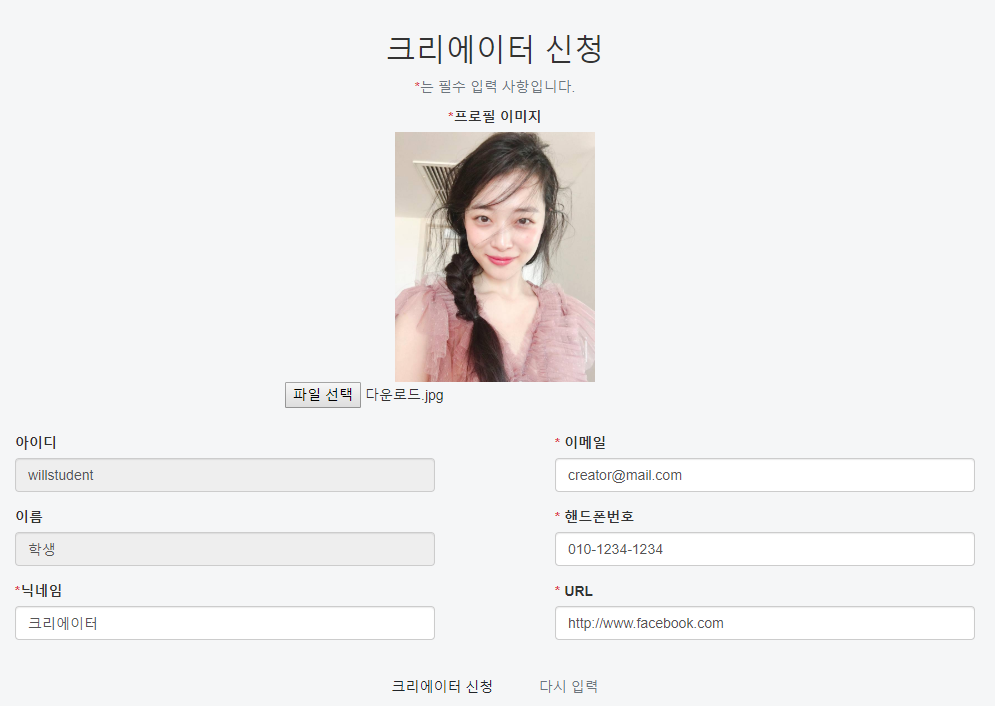 크리에이터 신청
*는 필수 입력 사항입니다.
*프로필 이미지
파일 선택 다운로드.jpg
아이디
willstudent
* 이메일
creator@mail.com
이름
학생
* 핸드폰번호
010-1234-1234
*닉네임
크리에이터
* URL
http://www.facebook.com
크리에이터 신청 다시 입력